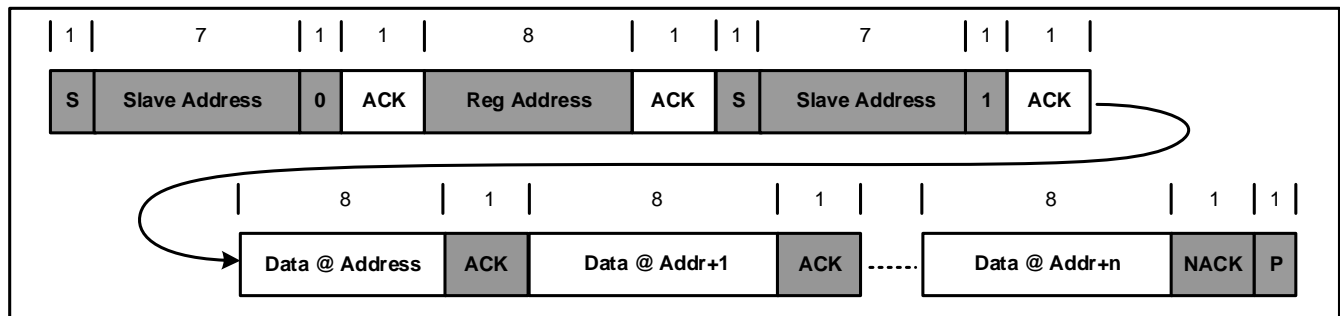 1 7 1 1 8 1 1 7 1 1
S Slave Address 0 ACK Reg Address ACK S Slave Address 1 ACK
8 1 8 1 8 1 1
Data @ Address ACK Data @ Addr+1 ACK Data @ Addr+n NACK P